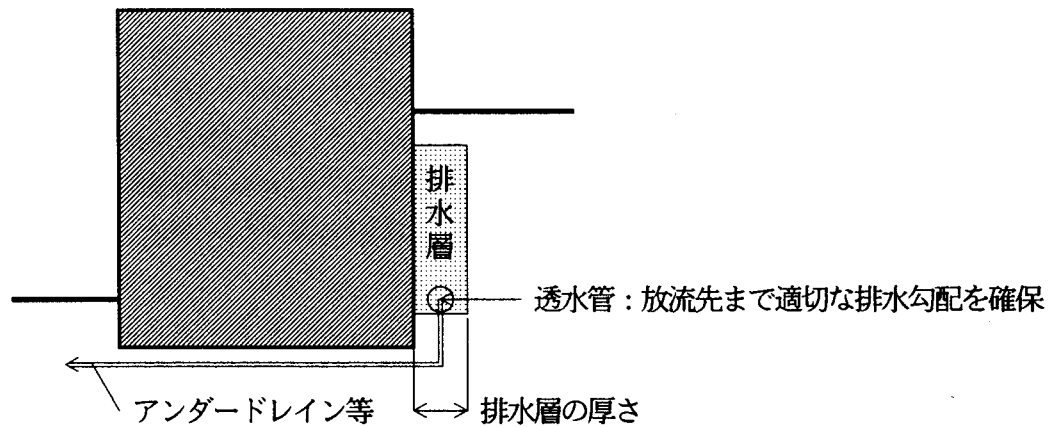 排水層
透水管：放流先まで適切な排水勾配を確保
アンダードレイン等
排水層の厚さ